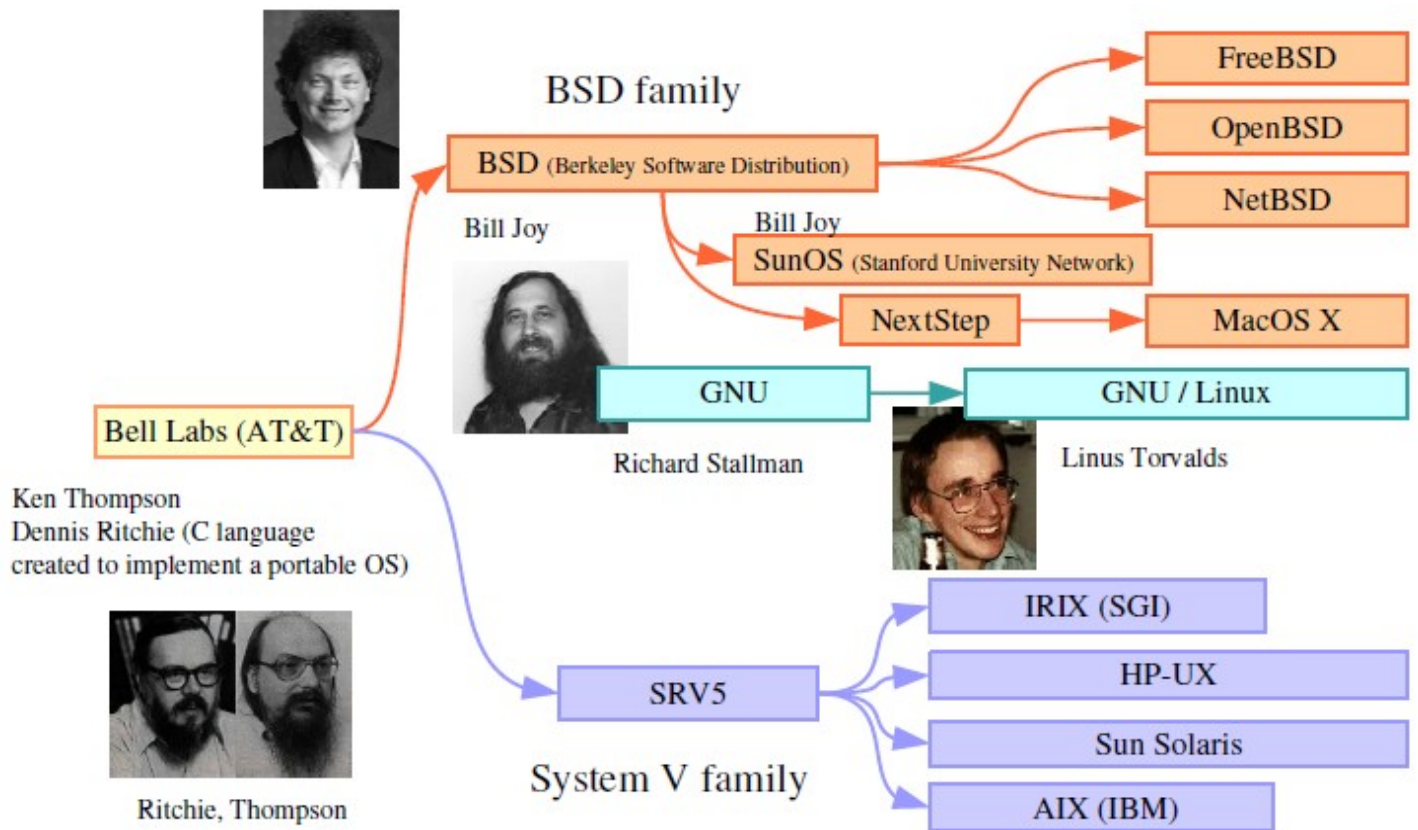 BSD family
FreeBSD
OpenBSD
NetBSD
BSD (Berkeley Software Distribution)
Bill Joy
Bill Joy
SunOS (Stanford University Network)
NextStep
MacOS X
GNU
GNU / Linux
Richard Stallman
Linus Torvalds
Bell Labs (AT&T)
Ken Thompson
Dennis Ritchie (C language
created to implement a portable OS)
Ritchie, Thompson
SRV5
System V family
IRIX (SGI)
HP-UX
Sun Solaris
AIX (IBM)